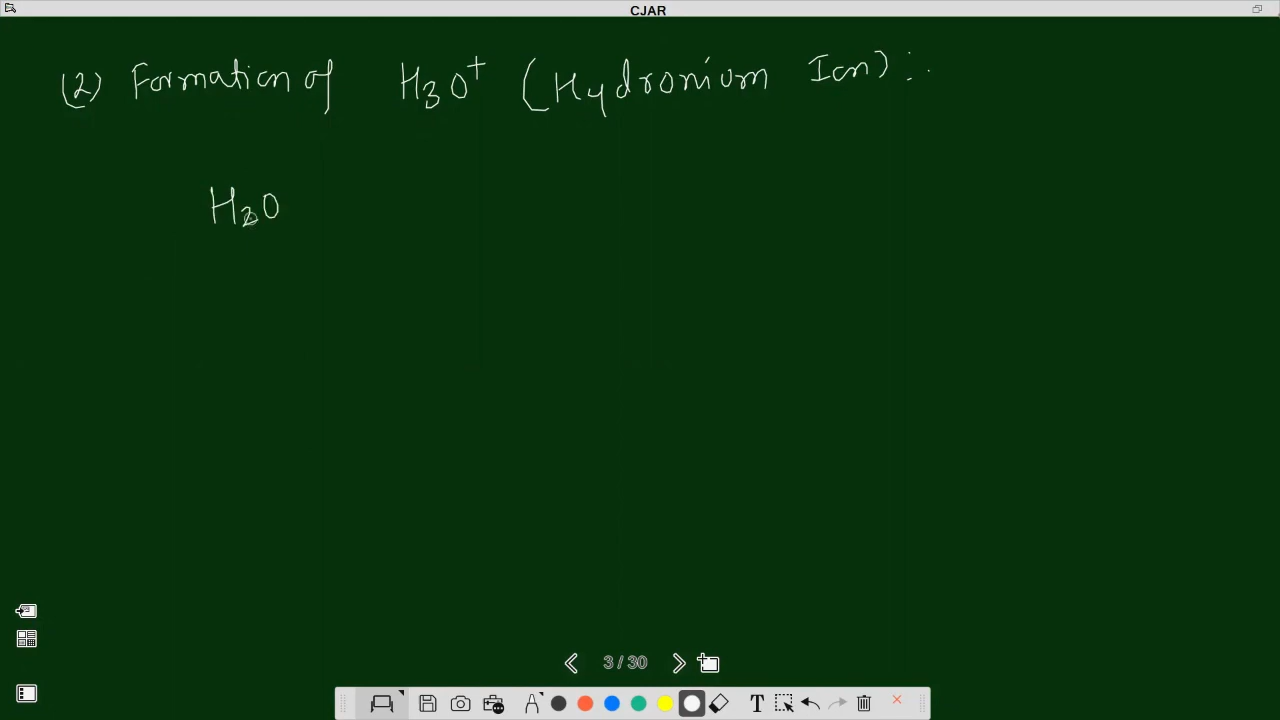 CJAR
(2) Formation of H3O+ (Hydronium Ion) :-
H2O
3 / 30
T